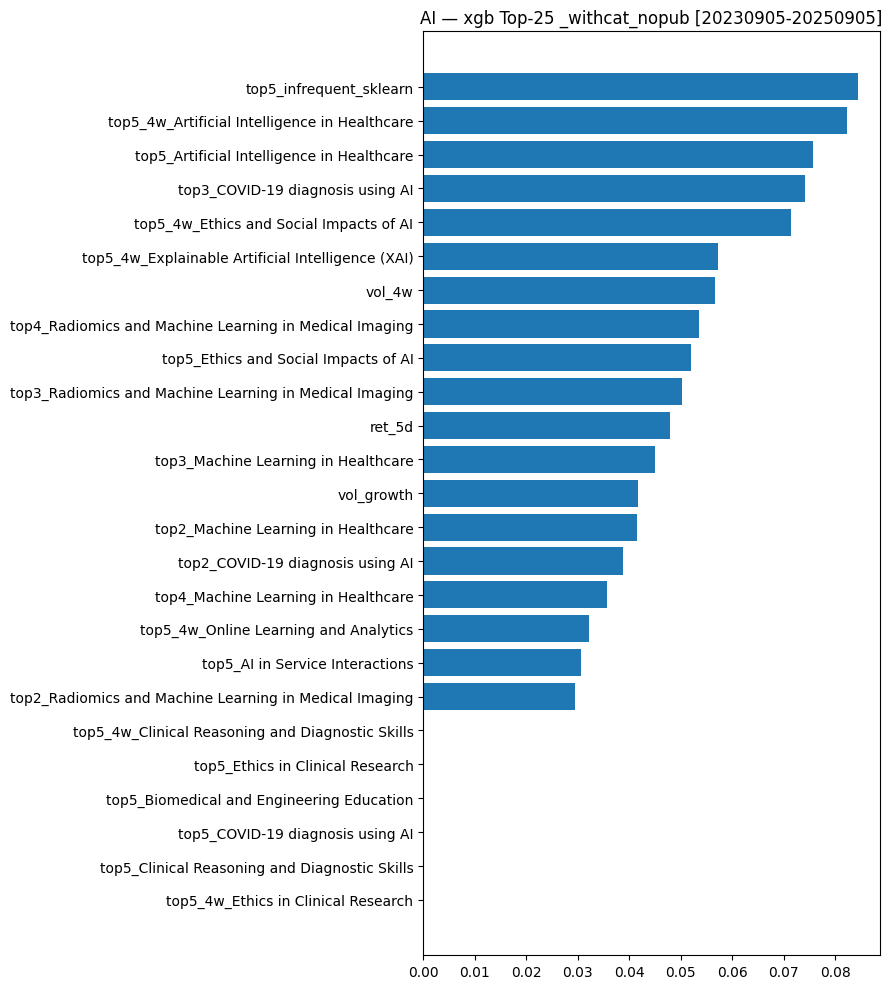 AI — xgb Top-25 _withcat_nopub [20230905-20250905]
top5_infrequent_sklearn
top5_4w_Artificial Intelligence in Healthcare
top5_Artificial Intelligence in Healthcare
top3_COVID-19 diagnosis using AI
top5_4w_Ethics and Social Impacts of AI
top5_4w_Explainable Artificial Intelligence (XAI)
vol_4w
top4_Radiomics and Machine Learning in Medical Imaging
top5_Ethics and Social Impacts of AI
top3_Radiomics and Machine Learning in Medical Imaging
ret_5d
top3_Machine Learning in Healthcare
vol_growth
top2_Machine Learning in Healthcare
top2_COVID-19 diagnosis using AI
top4_Machine Learning in Healthcare
top5_4w_Online Learning and Analytics
top5_AI in Service Interactions
top2_Radiomics and Machine Learning in Medical Imaging
top5_4w_Clinical Reasoning and Diagnostic Skills
top5_Ethics in Clinical Research
top5_Biomedical and Engineering Education
top5_COVID-19 diagnosis using AI
top5_Clinical Reasoning and Diagnostic Skills
top5_4w_Ethics in Clinical Research
0.00 0.01 0.02 0.03 0.04 0.05 0.06 0.07 0.08